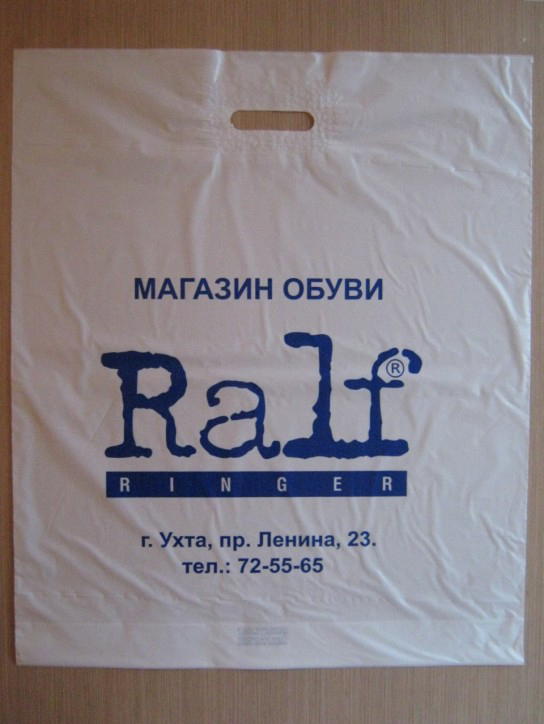 МАГАЗИН ОБУВИ
Ralf®
RINGER
г. Ухта, пр. Ленина, 23.
тел.: 72-55-65